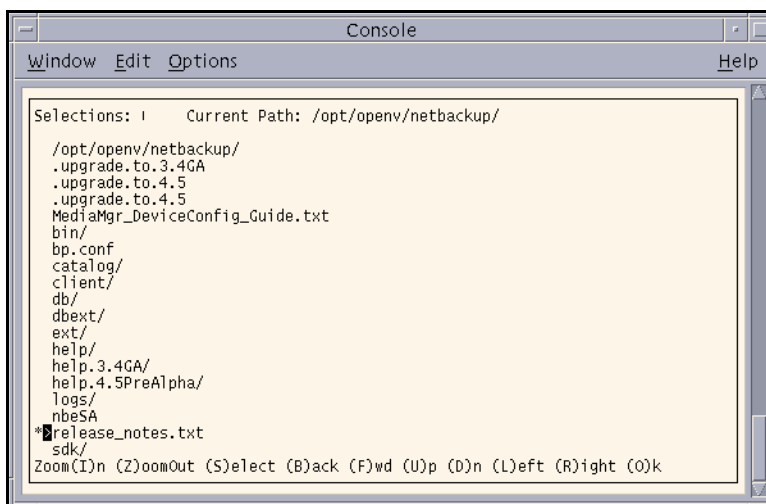 Console
Window Edit Options Help
Selections: Current Path: /opt/openv/netbackup/
/opt/openv/netbackup/
.upgrade.to.3.4GA
.upgrade.to.4.5
.upgrade.to.4.5
MediaMgr_DeviceConfig_Guide.txt
bin/
bp.conf
catalog/
client/
db/
dbext/
ext/
help/
help.3.4GA/
help.4.5PreAlpha/
logs/
nbeSA
*>release_notes.txt
sdk/
Zoom(I)n (Z)oomOut (S)elect (B)ack (F)wd (U)p (D)n (L)eft (R)ight (O)k